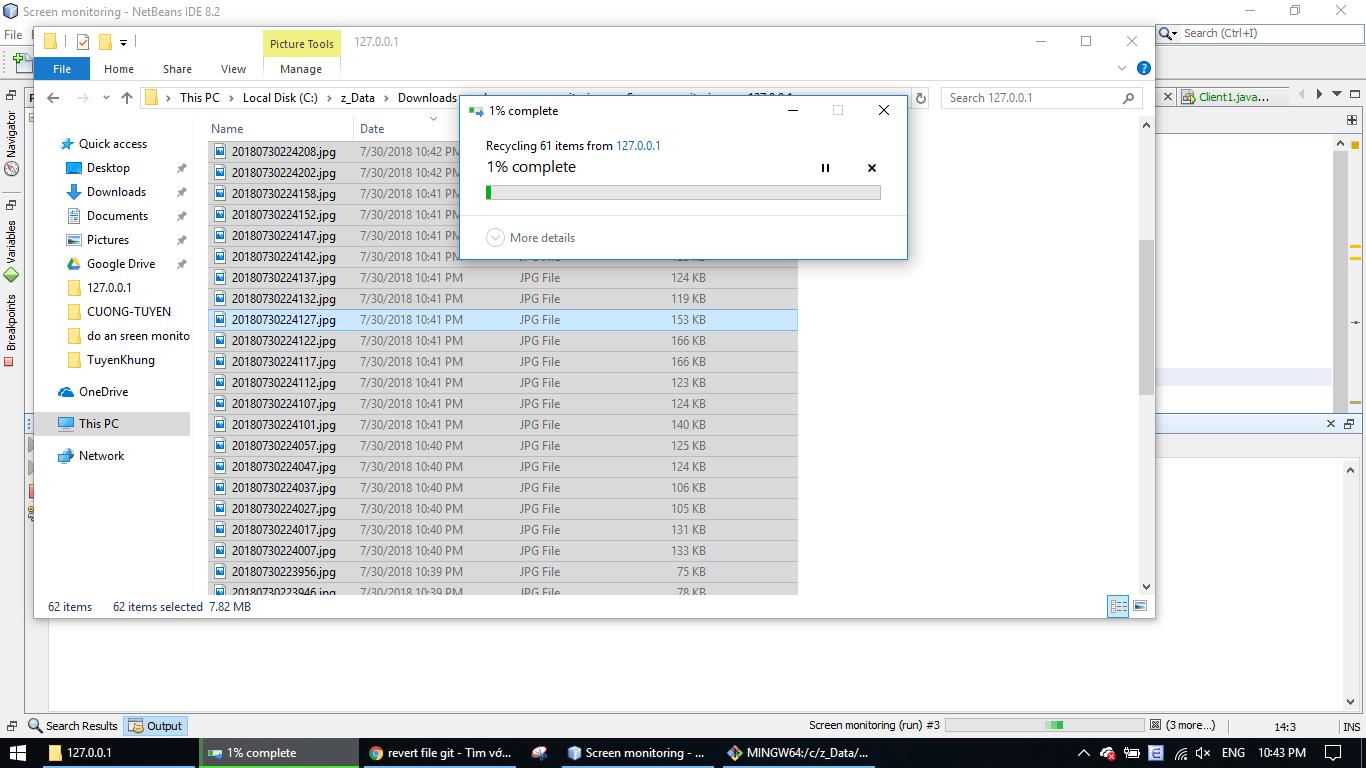 Screen monitoring - NetBeans IDE 8.2
File
Search (Ctrl+I)
Picture Tools
127.0.0.1
File Home Share View Manage
This PC Local Disk (C:) z_Data Downloads
Search 127.0.0.1
Client1.java...
1% complete
Recycling 61 items from 127.0.0.1
1% complete
More details
Navigator
Variables
Breakpoints
Quick access
Desktop
Downloads
Documents
Pictures
Google Drive
127.0.0.1
CUONG-TUYEN
do an sreen monito
TuyenKhung
OneDrive
This PC
Network
Name Date
20180730224208.jpg 7/30/2018 10:42 PM
20180730224202.jpg 7/30/2018 10:42 PM
20180730224158.jpg 7/30/2018 10:41 PM
20180730224152.jpg 7/30/2018 10:41 PM
20180730224147.jpg 7/30/2018 10:41 PM
20180730224142.jpg 7/30/2018 10:41 PM
20180730224137.jpg 7/30/2018 10:41 PM JPG File 124 KB
20180730224132.jpg 7/30/2018 10:41 PM JPG File 119 KB
20180730224127.jpg 7/30/2018 10:41 PM JPG File 153 KB
20180730224122.jpg 7/30/2018 10:41 PM JPG File 166 KB
20180730224117.jpg 7/30/2018 10:41 PM JPG File 166 KB
20180730224112.jpg 7/30/2018 10:41 PM JPG File 123 KB
20180730224107.jpg 7/30/2018 10:41 PM JPG File 124 KB
20180730224101.jpg 7/30/2018 10:41 PM JPG File 140 KB
20180730224057.jpg 7/30/2018 10:40 PM JPG File 125 KB
20180730224047.jpg 7/30/2018 10:40 PM JPG File 124 KB
20180730224037.jpg 7/30/2018 10:40 PM JPG File 106 KB
20180730224027.jpg 7/30/2018 10:40 PM JPG File 105 KB
20180730224017.jpg 7/30/2018 10:40 PM JPG File 131 KB
20180730224007.jpg 7/30/2018 10:40 PM JPG File 133 KB
20180730223956.jpg 7/30/2018 10:39 PM JPG File 75 KB
20180730223946.jpg 7/30/2018 10:39 PM JPG File 78 KB
62 items 62 items selected 7.82 MB
Search Results Output
Screen monitoring (run) #3 (3 more...) 14:3 INS
127.0.0.1 1% complete revert file git - Tìm vớ... Screen monitoring - ... MINGW64:/c/z_Data/... ENG 10:43 PM